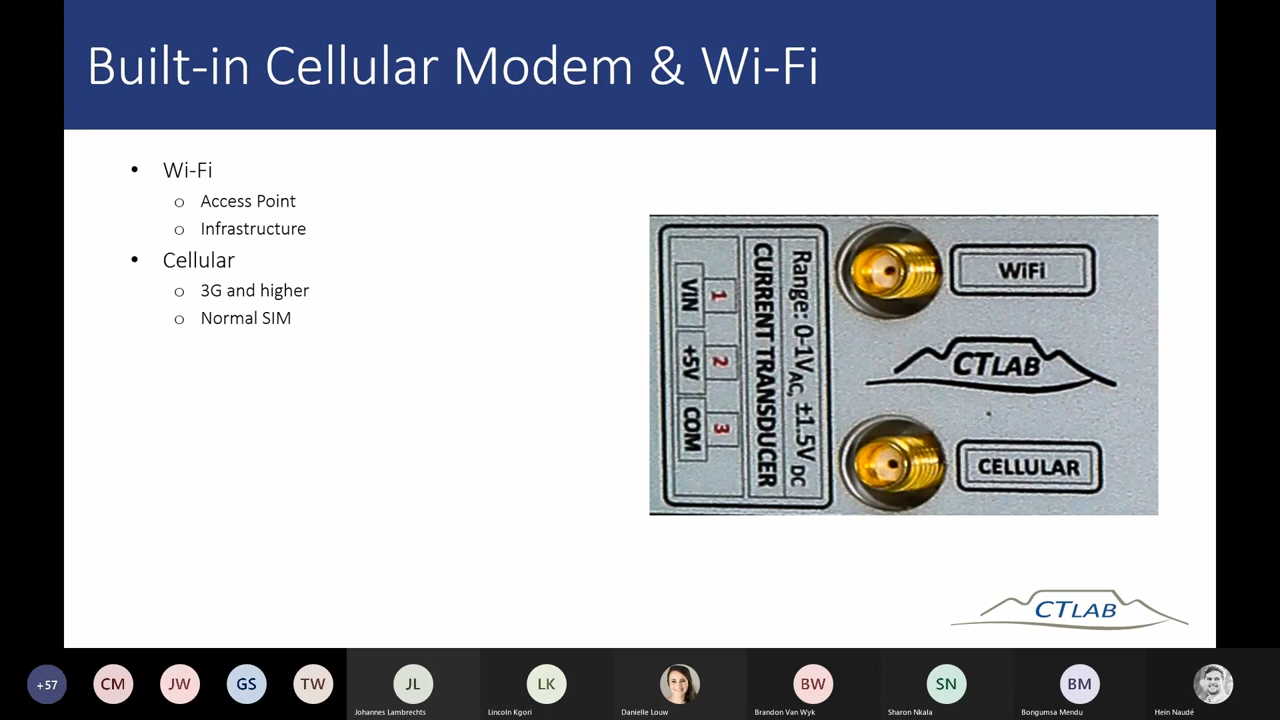 Built-in Cellular Modem & Wi-Fi
• Wi-Fi
o Access Point
o Infrastructure
• Cellular
o 3G and higher
o Normal SIM
Range: 0-1V AC, ±1.5V DC
CURRENT TRANSDUCER
1 2 3
VIN +5V COM
WiFi
CTLAB
CELLULAR
CTLAB
+57
CM
JW
GS
TW
JL
LK
BW
SN
BM
Johannes Lambrechts
Lincoln Kgori
Danielle Louw
Brandon Van Wyk
Sharon Nkala
Bongumsa Mendu
Hein Naudé